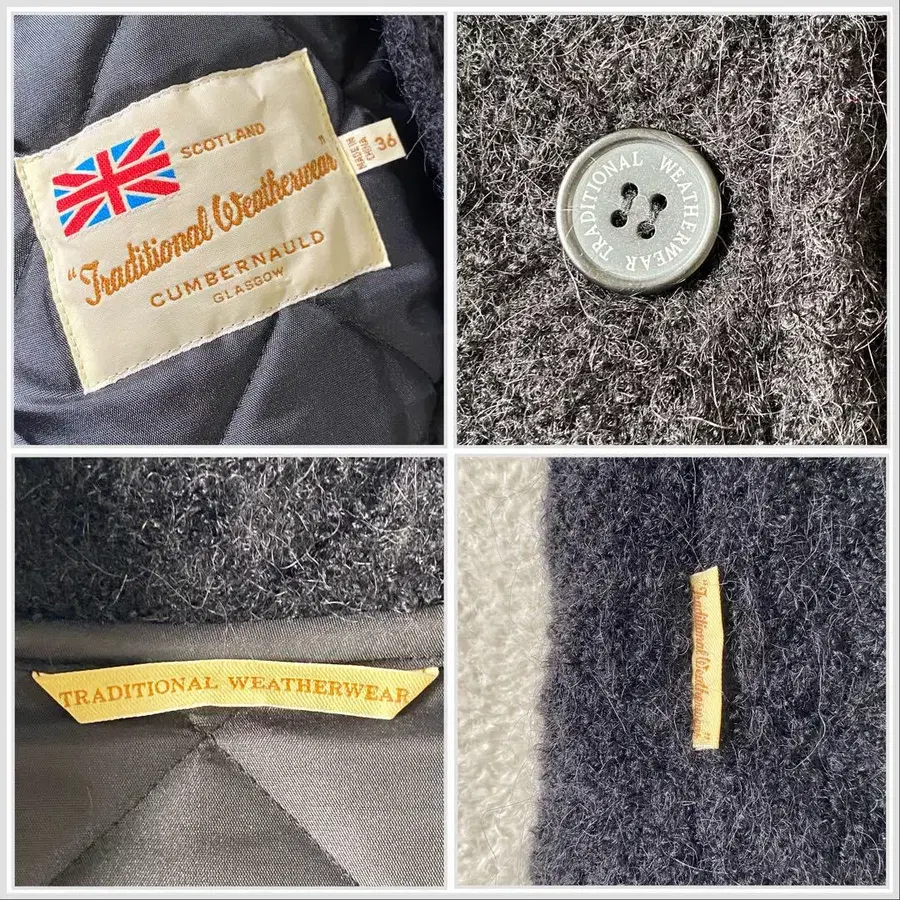 SCOTLAND
"Traditional Weatherwear"
CUMBERNAULD
GLASGOW
MADE IN
CHINA
36
TRADITIONAL WEATHERWEAR
TRADITIONAL WEATHERWEAR
"Traditional Weatherwear"